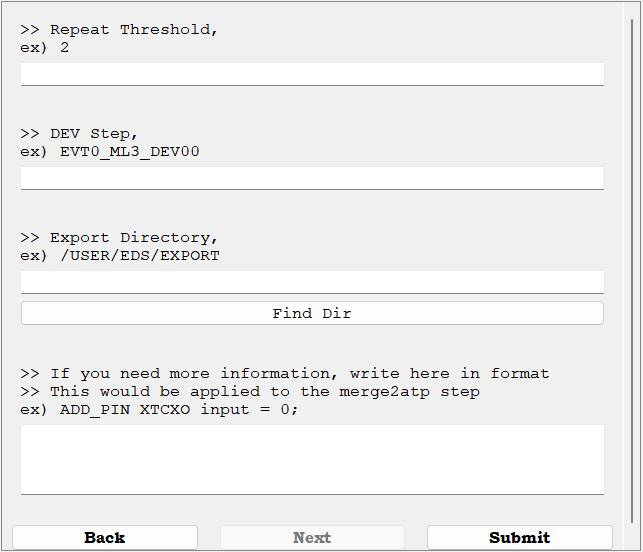 >> Repeat Threshold,
ex) 2
>> DEV Step,
ex) EVT0_ML3_DEV00
>> Export Directory,
ex) /USER/EDS/EXPORT
Find Dir
>> If you need more information, write here in format
>> This would be applied to the merge2atp step
ex) ADD_PIN XTCXO input = 0;
Back
Next
Submit